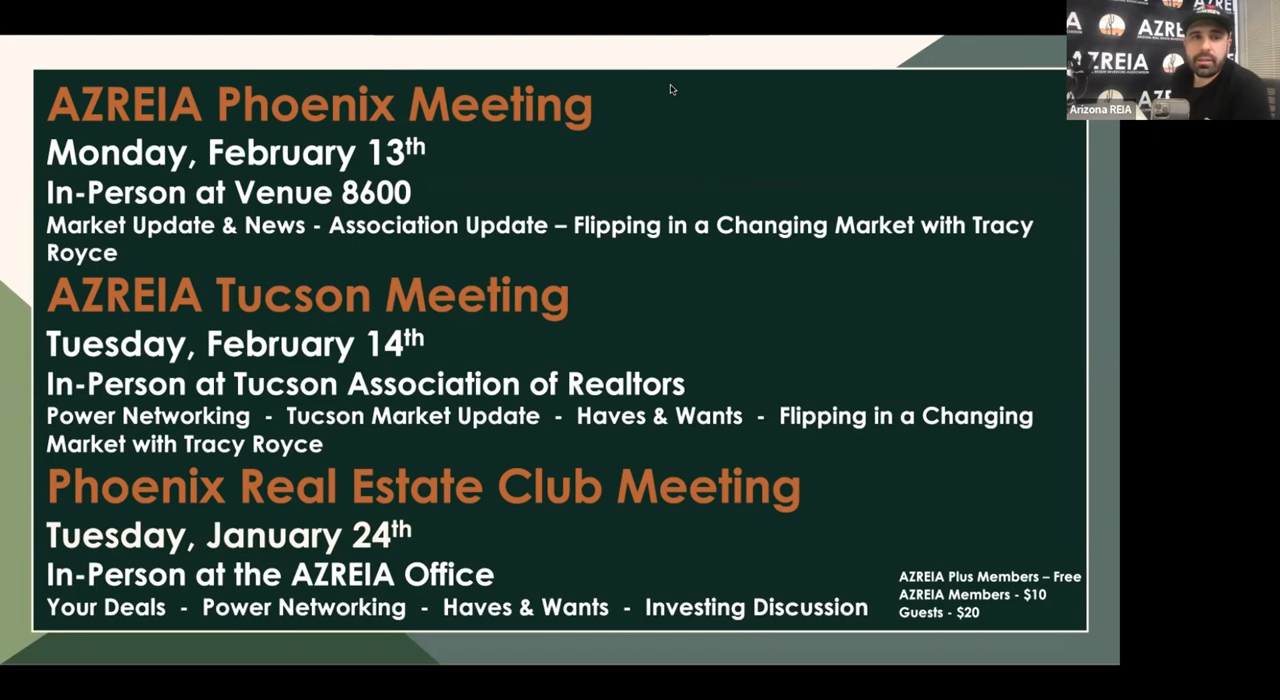 AZREIA Phoenix Meeting
Monday, February 13th
In-Person at Venue 8600
Market Update & News - Association Update – Flipping in a Changing Market with Tracy
Royce
AZREIA Tucson Meeting
Tuesday, February 14th
In-Person at Tucson Association of Realtors
Power Networking - Tucson Market Update - Haves & Wants - Flipping in a Changing
Market with Tracy Royce
Phoenix Real Estate Club Meeting
Tuesday, January 24th
In-Person at the AZREIA Office
Your Deals - Power Networking - Haves & Wants - Investing Discussion
AZREIA Plus Members – Free
AZREIA Members - $10
Guests - $20
AZREIA
Arizona REIA